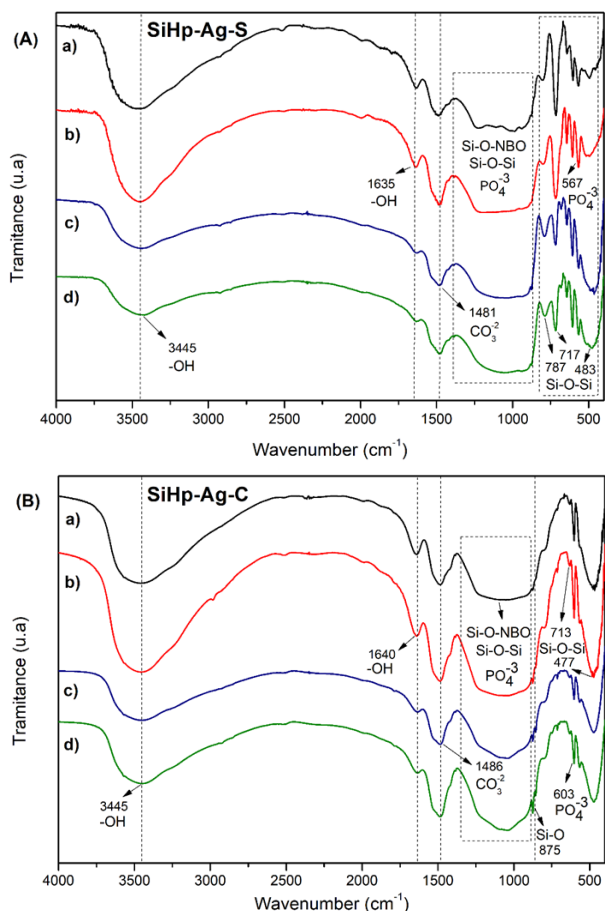 (A)
SiHp-Ag-S
a)
b)
c)
d)
Si-O-NBO
Si-O-Si
PO4-3
1635
-OH
567
PO4-3
1481
CO3-2
3445
-OH
717
787
483
Si-O-Si
Tramitance (u.a)
4000
3500
3000
2500
2000
1500
1000
500
Wavenumber (cm-1)
(B)
SiHp-Ag-C
a)
b)
c)
d)
Si-O-NBO
Si-O-Si
PO4-3
713
Si-O-Si
477
1640
-OH
1486
CO3-2
3445
-OH
603
PO4-3
Si-O
875
Tramitance (u.a)
4000
3500
3000
2500
2000
1500
1000
500
Wavenumber (cm-1)